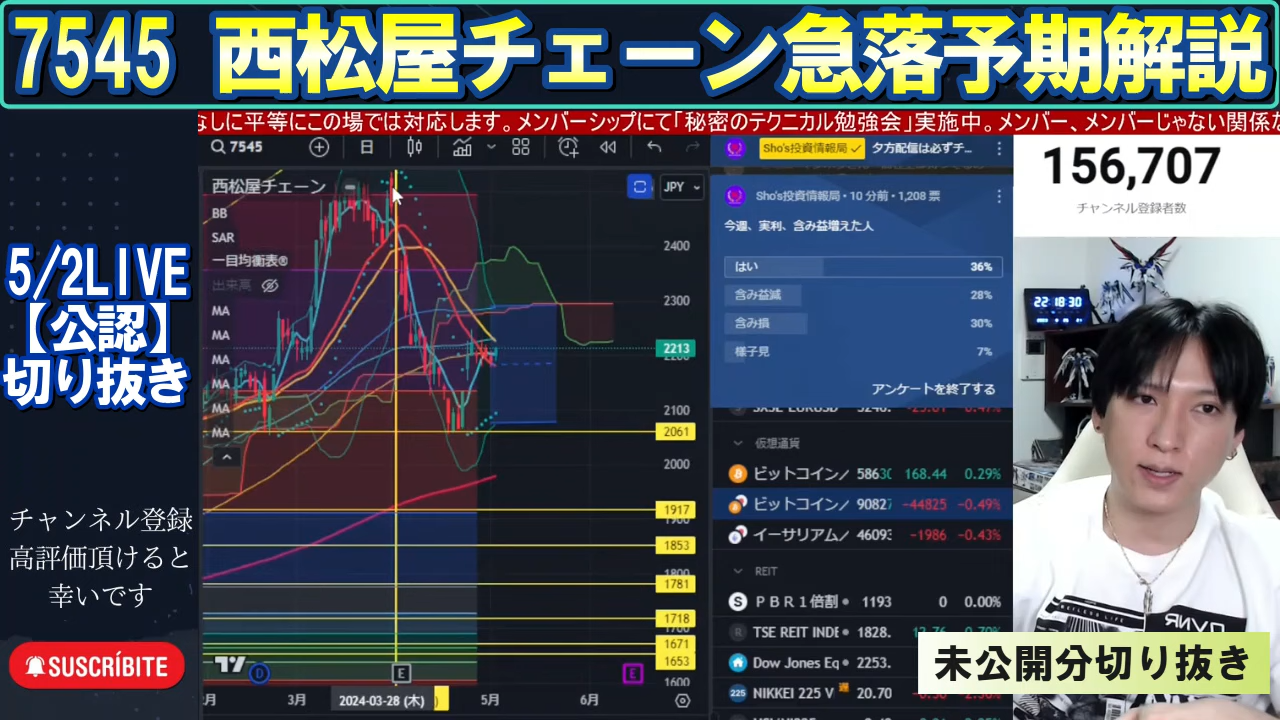 7545 西松屋チェーン急落予期解説
なしに平等にこの場では対応します。メンバーシップにて「秘密のテクニカル勉強会」実施中。メンバー、メンバーじゃない関係な
5/2LIVE
【公認】
切り抜き
チャンネル登録
高評価頂けると
幸いです
SUSCRÍBITE
7545
日
西松屋チェーン
JPY
BB
SAR
一目均衡表®
出来高
MA
MA
MA
MA
MA
MA
2400
2300
2213
2200
2100
2061
2000
1917
1900
1853
1800
1781
1718
1700
1671
1653
1600
D
E
E
月
3月
2024-03-28 (木)
5月
6月
Sho's投資情報局
夕方配信は必ずチ...
Sho's投資情報局・10 分前・1,208 票
今週、実利、含み益増えた人
はい 36%
含み益減 28%
含み損 30%
様子見 7%
アンケートを終了する
仮想通貨
ビットコイン/ 5863 168.44 0.29%
ビットコイン/ 9082 -44825 -0.49%
イーサリアム/ 4609 -1986 -0.43%
REIT
PBR1倍割 1193 0 0.00%
TSE REIT INDE 1828.
Dow Jones Eq 2253.
225 NIKKEI 225 V 20.70
156,707
チャンネル登録者数
22:18:30
未公開分切り抜き